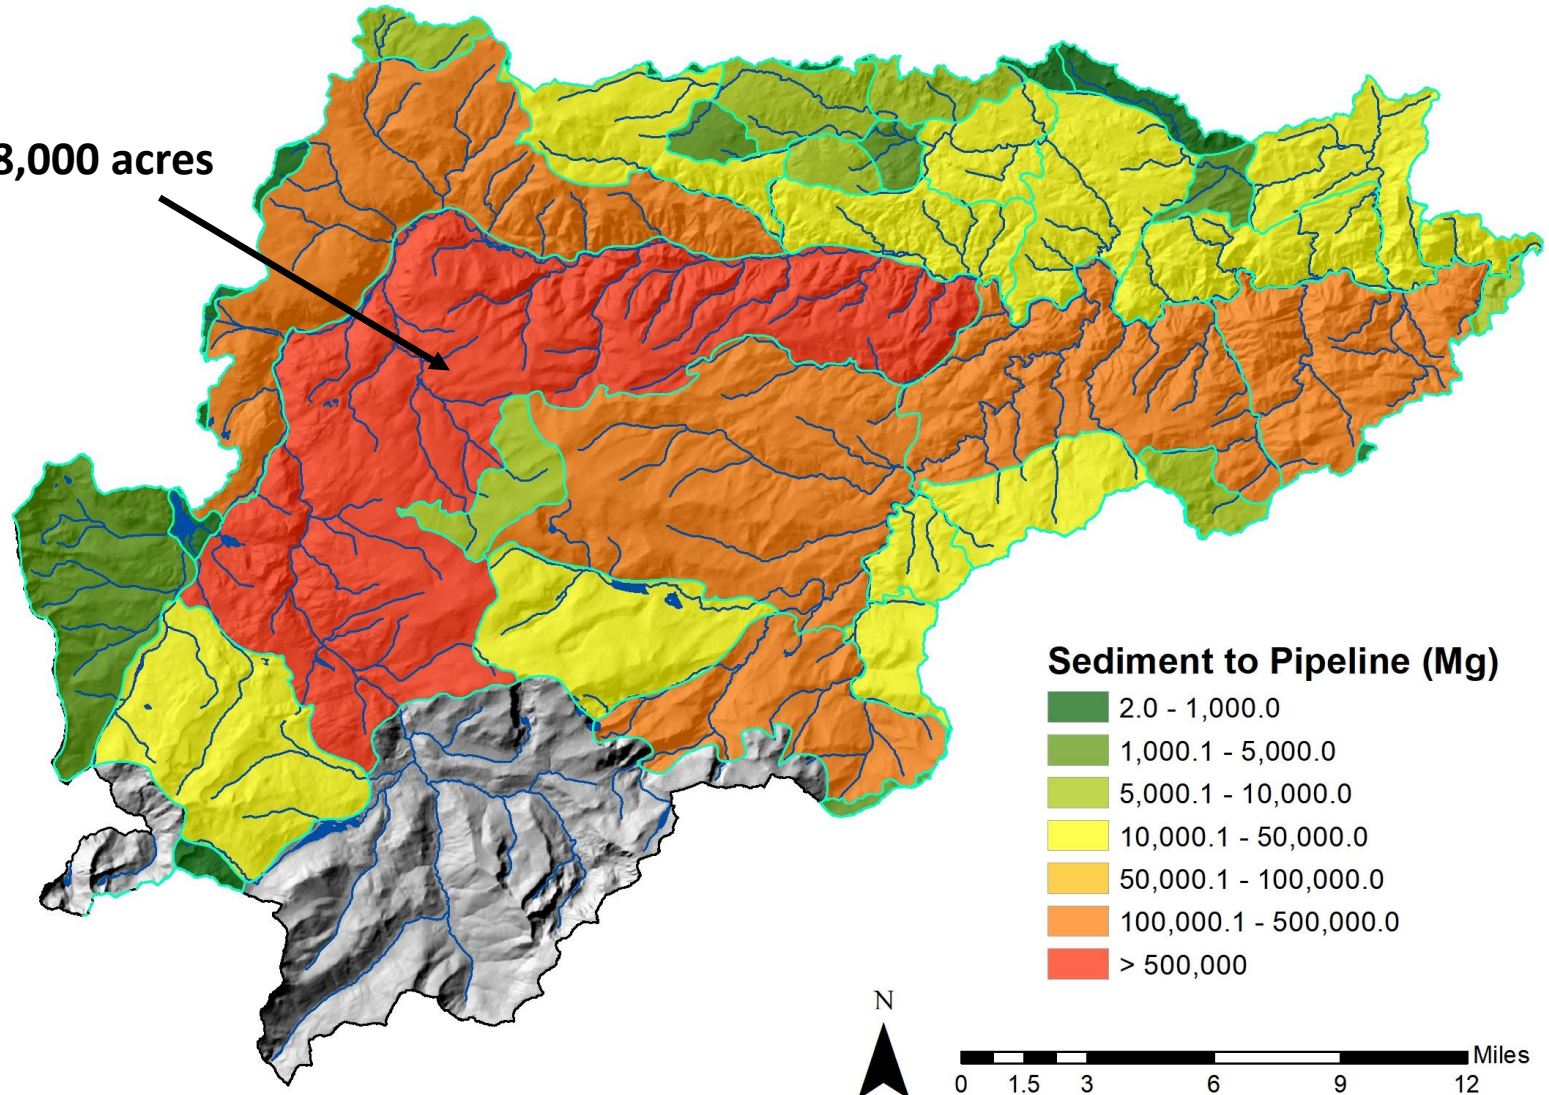 8,000 acres
Sediment to Pipeline (Mg)
2.0 - 1,000.0
1,000.1 - 5,000.0
5,000.1 - 10,000.0
10,000.1 - 50,000.0
50,000.1 - 100,000.0
100,000.1 - 500,000.0
> 500,000
N
Miles
0 1.5 3 6 9 12